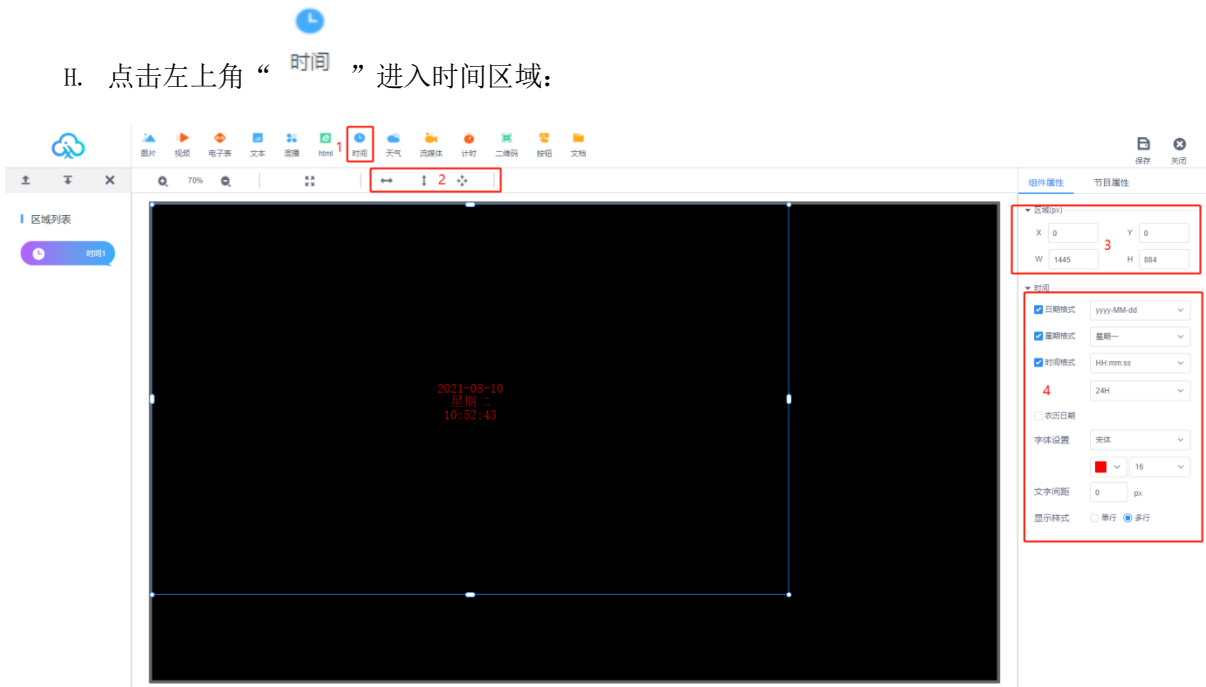 时间
H. 点击左上角“ ”进入时间区域：
图片 视频 电子表 文本 混播 html 1 时间 天气 流媒体 计时 二维码 按钮 文档
保存 关闭
70% 2
组件属性 节目属性
区域列表
时间1
区域(px)
X 0 Y 0
3
W 1445 H 884
时间
日期格式 yyyy-MM-dd
星期格式 星期一
时间格式 HH:mm:ss
4 24H
农历日期
字体设置 宋体
16
文字间距 0 px
显示样式 单行 多行
2021-08-10
星期二
10:52:43